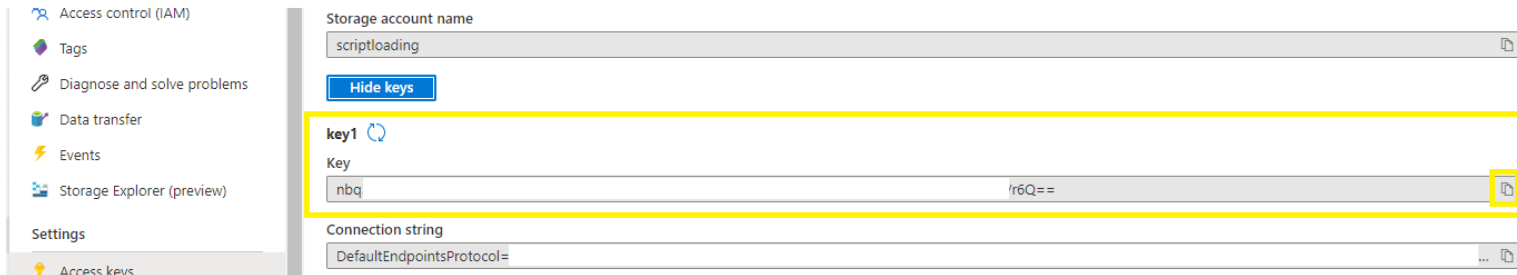 Access control (IAM)
Tags
Diagnose and solve problems
Data transfer
Events
Storage Explorer (preview)
Settings
Access keys
Storage account name
scriptloading
Hide keys
key1
Key
nbq /r6Q==
Connection string
DefaultEndpointsProtocol= ...